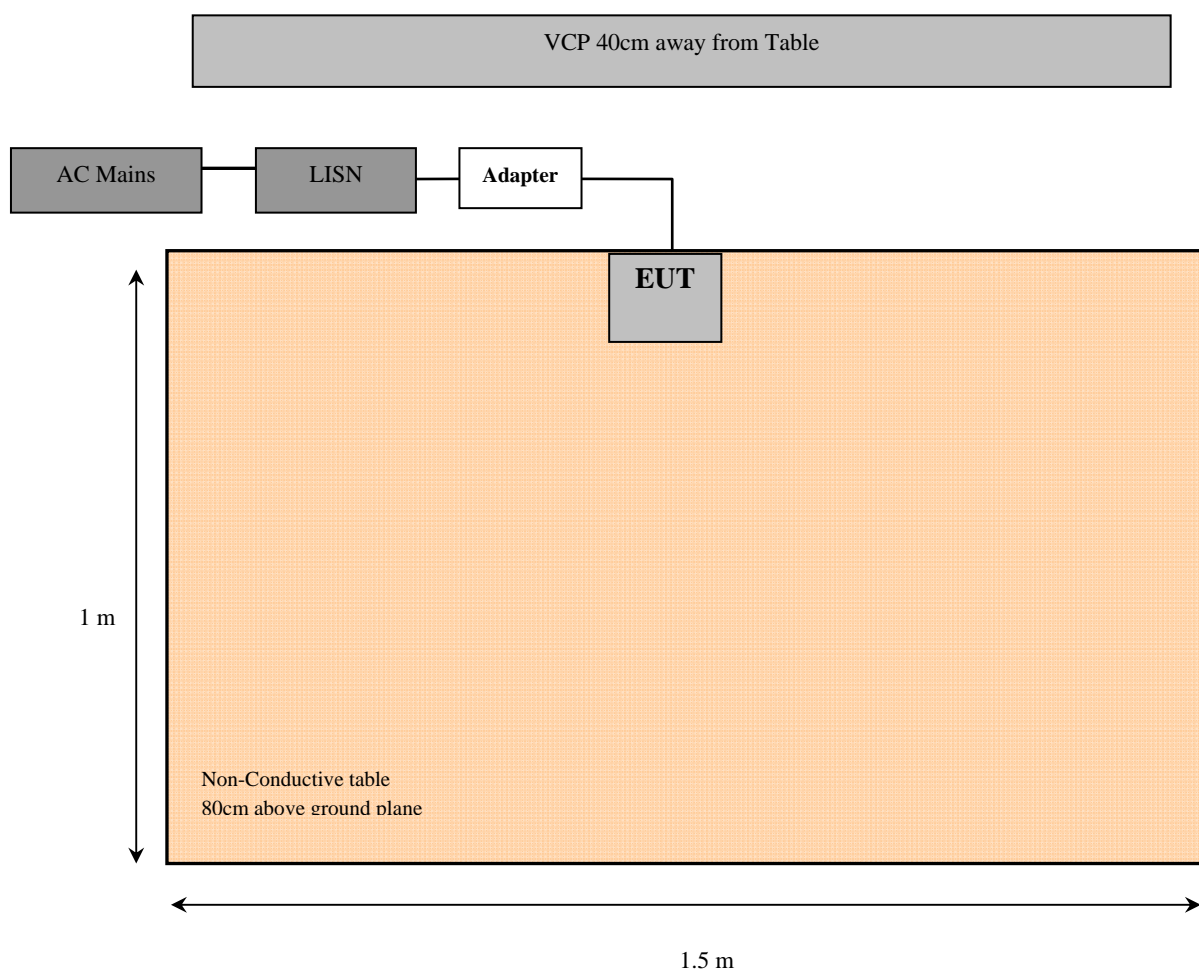 VCP 40cm away from Table
AC Mains
LISN
Adapter
EUT
1 m
Non-Conductive table
80cm above ground plane
1.5 m